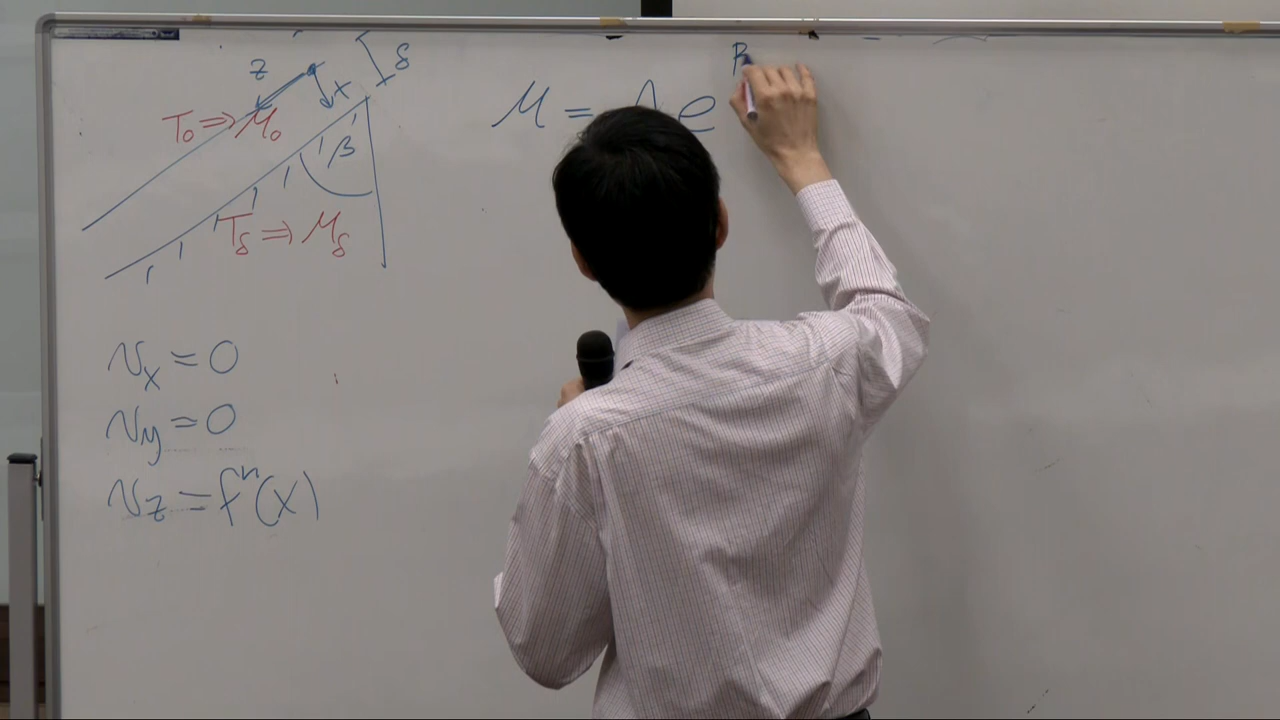 z
x
δ
T₀ ⇒ μ₀
β
T_δ ⇒ μ_δ
μ = A e^B
v_x = 0
v_y = 0
v_z = fⁿ(x)